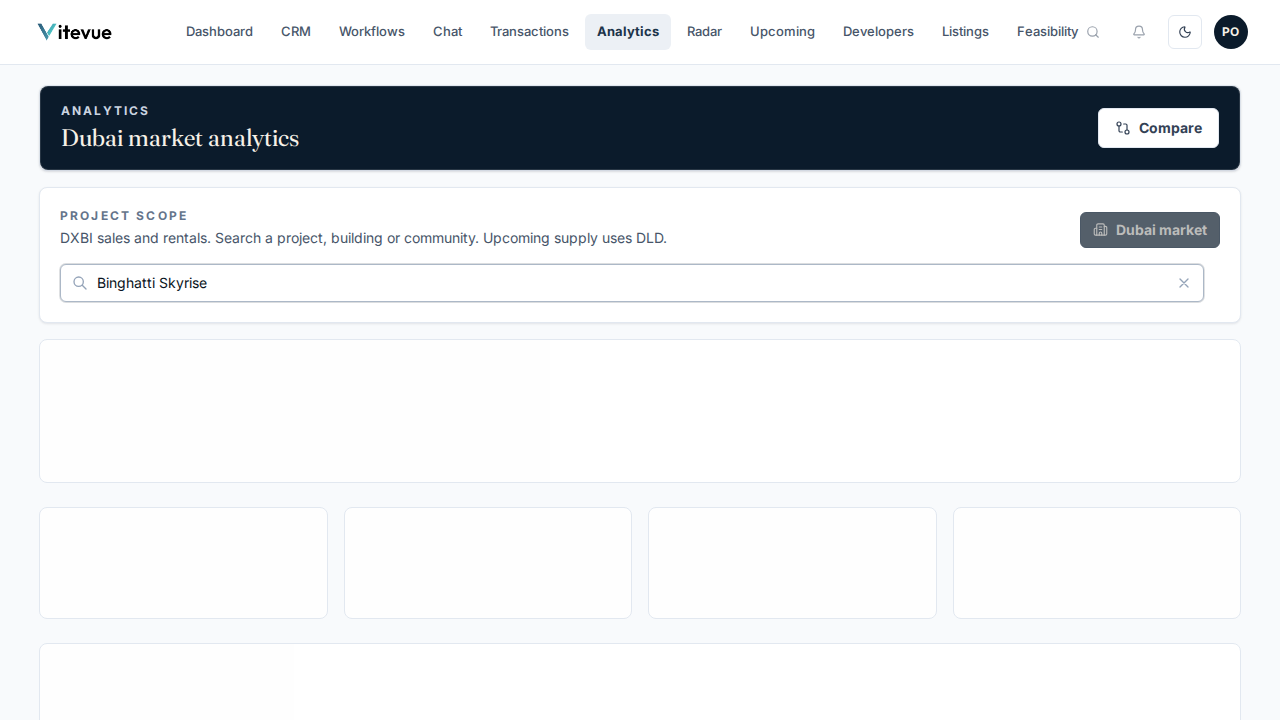 Vitevue
Dashboard CRM Workflows Chat Transactions Analytics Radar Upcoming Developers Listings Feasibility
PO
ANALYTICS
Dubai market analytics
Compare
PROJECT SCOPE
DXBI sales and rentals. Search a project, building or community. Upcoming supply uses DLD.
Dubai market
Binghatti Skyrise